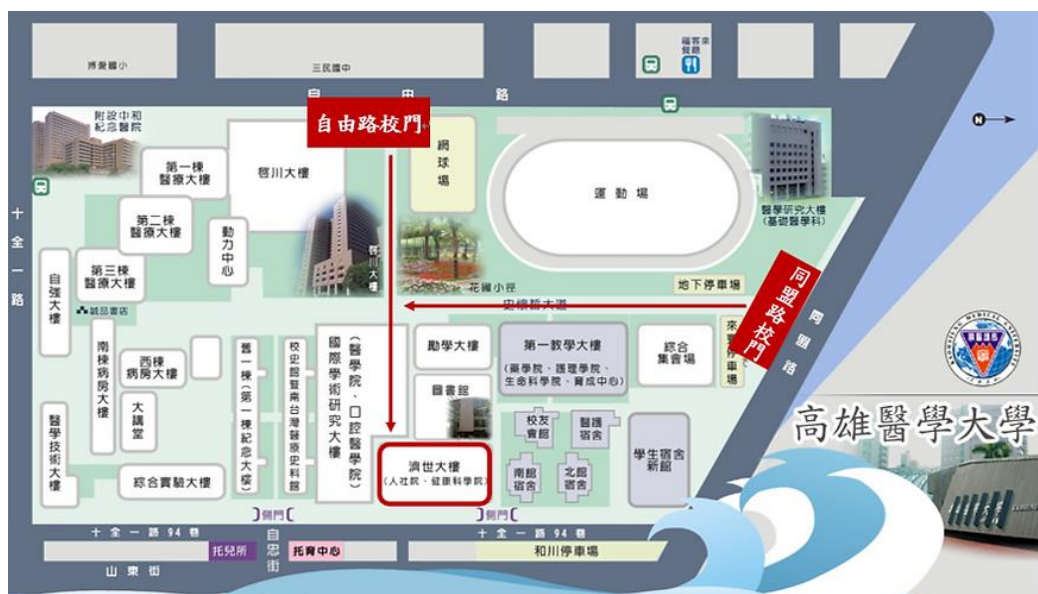 博愛國小
三民國中
福客來
餐廳
自由路
自由路校門
附設中和
紀念醫院
第一棟
醫療大樓
啓川大樓
網
球
場
運動場
醫學研究大樓
(基礎醫學科)
N
第二棟
醫療大樓
動力
中心
啓川大樓
十全一路
自強大樓
第三棟
醫療大樓
誠品書店
花園小徑
地下停車場
史懷哲大道
同盟路校門
同盟路
南棟病房大樓
西棟
病房大樓
大講堂
舊一棟(第一棟紀念大樓)
校史館暨南台灣醫療史料館
國際學術研究大樓
(醫學院、口腔醫學院)
勵學大樓
圖書館
第一教學大樓
(藥學院、護理學院、
生命科學院、育成中心)
綜合
集會場
校友
會館
醫護
宿舍
南館
宿舍
北館
宿舍
學生宿舍
新館
高雄醫學大學
醫學技術大樓
綜合實驗大樓
濟世大樓
(人社院、健康科學院)
側門
側門
十全一路94巷
自忠街
十全一路94巷
托兒所
托育中心
和川停車場
山東街